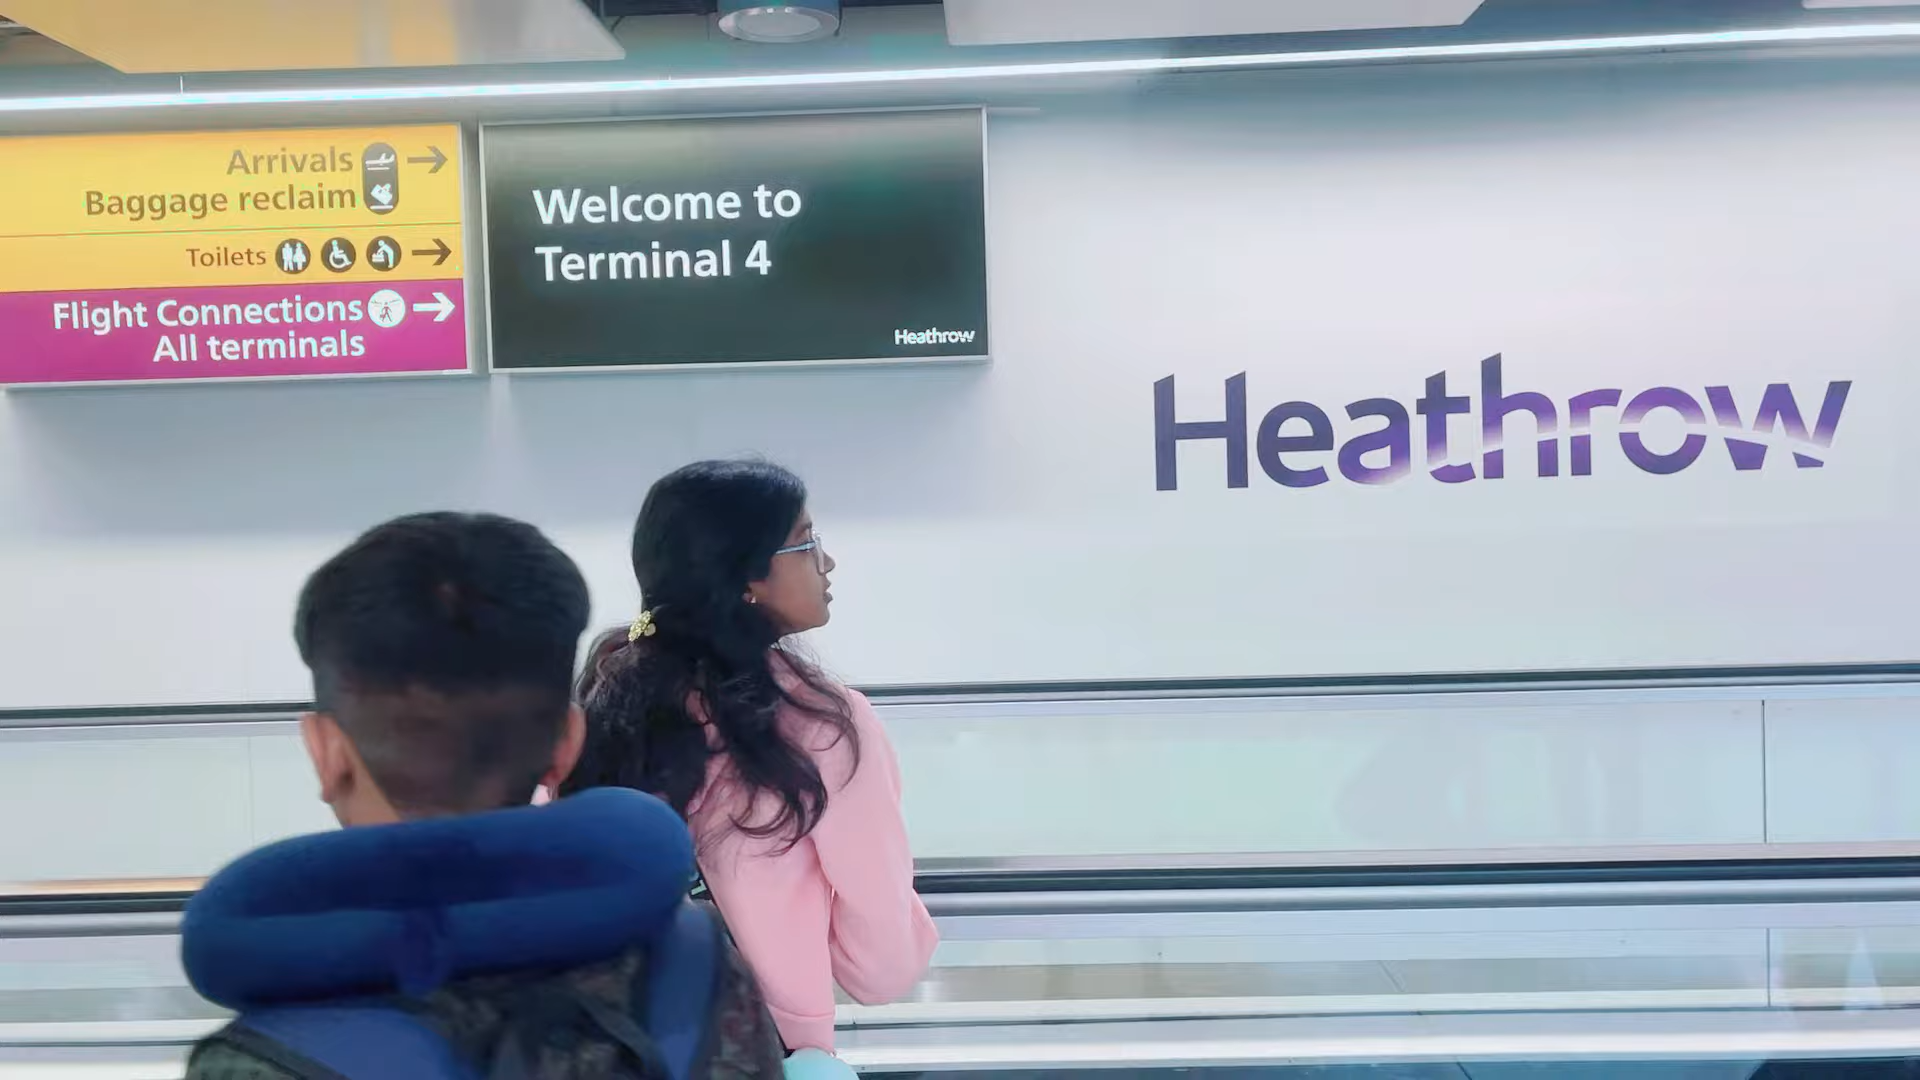 Arrivals
Baggage reclaim
Toilets
Flight Connections
All terminals
Welcome to
Terminal 4
Heathrow
Heathrow